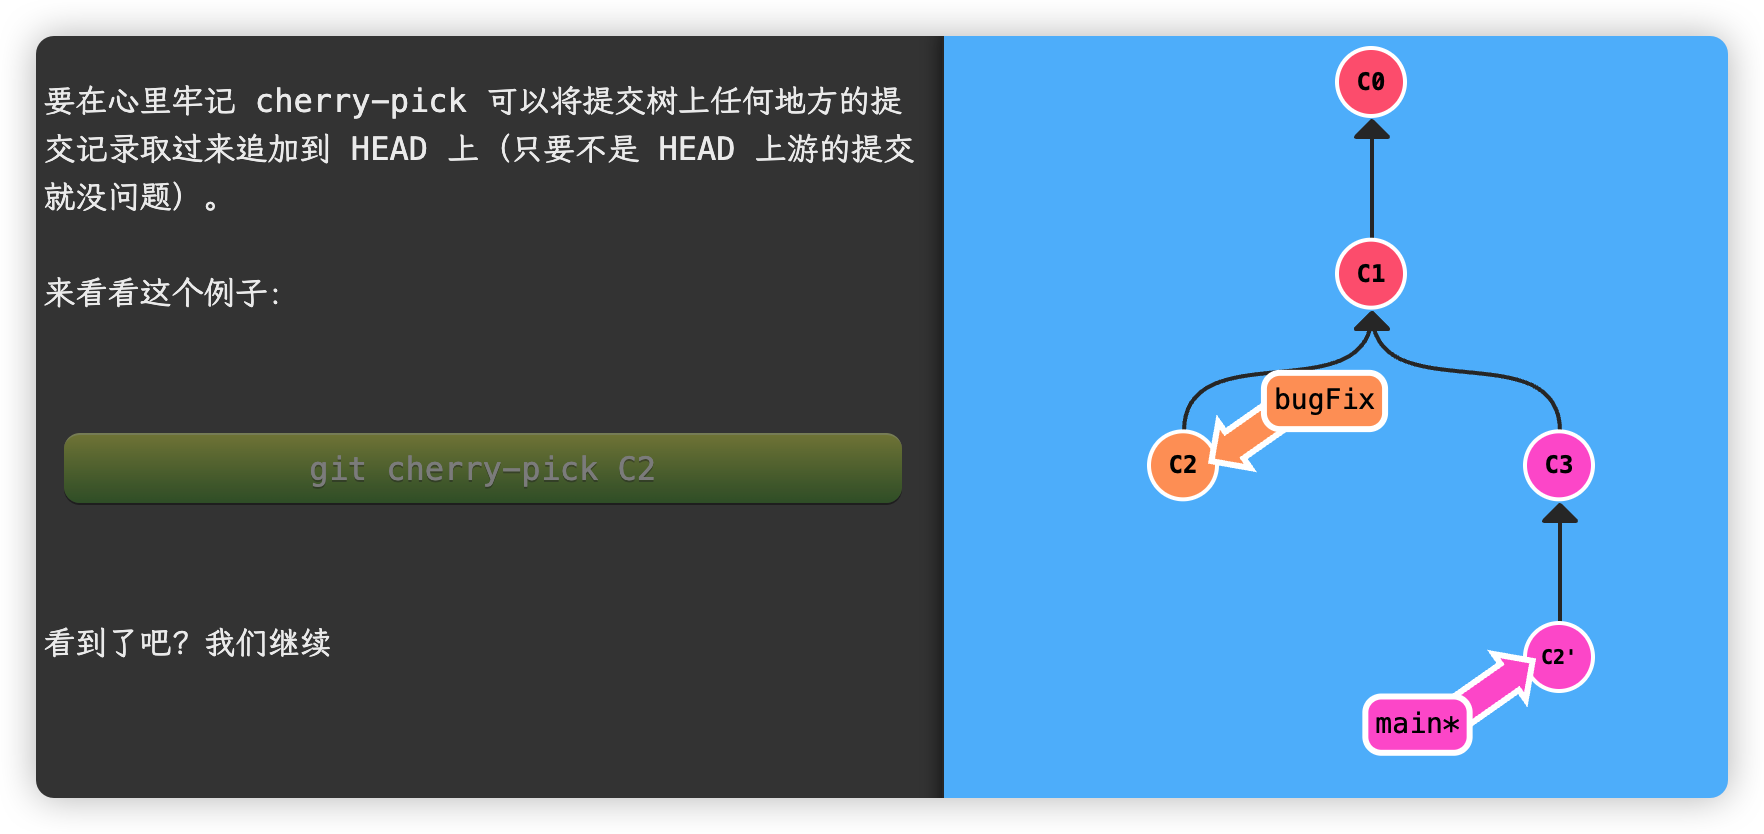 要在心里牢记 cherry-pick 可以将提交树上任何地方的提
交记录取过来追加到 HEAD 上（只要不是 HEAD 上游的提交
就没问题）。
来看看这个例子：
git cherry-pick C2
看到了吧？我们继续
C0
C1
bugFix
C2
C3
C2'
main*